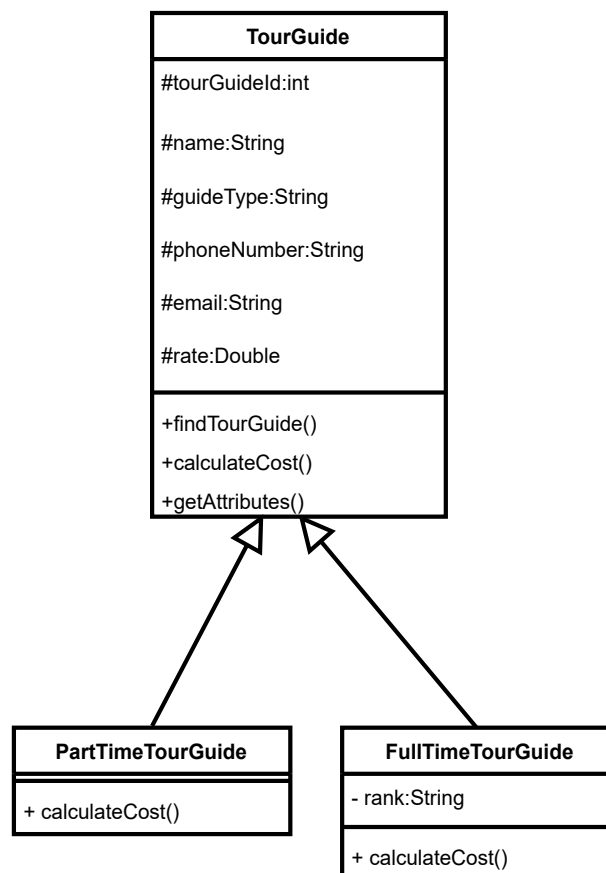 TourGuide
#tourGuideId:int
#name:String
#guideType:String
#phoneNumber:String
#email:String
#rate:Double
+findTourGuide()
+calculateCost()
+getAttributes()
PartTimeTourGuide
+ calculateCost()
FullTimeTourGuide
- rank:String
+ calculateCost()